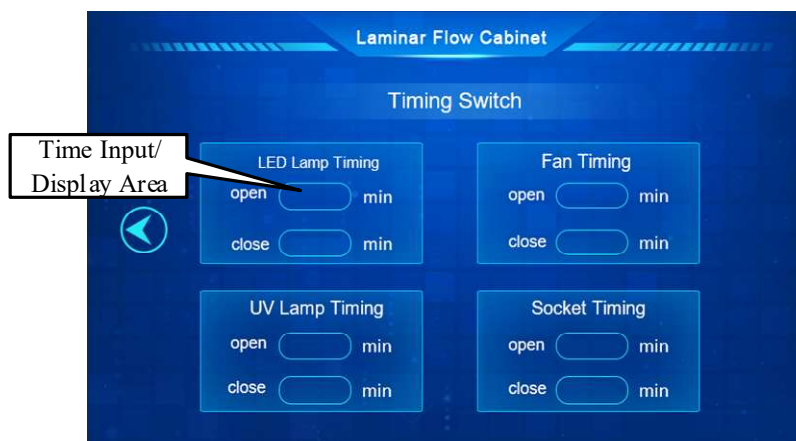 Laminar Flow Cabinet
Timing Switch
Time Input/
Display Area
LED Lamp Timing
open min
close min
Fan Timing
open min
close min
UV Lamp Timing
open min
close min
Socket Timing
open min
close min